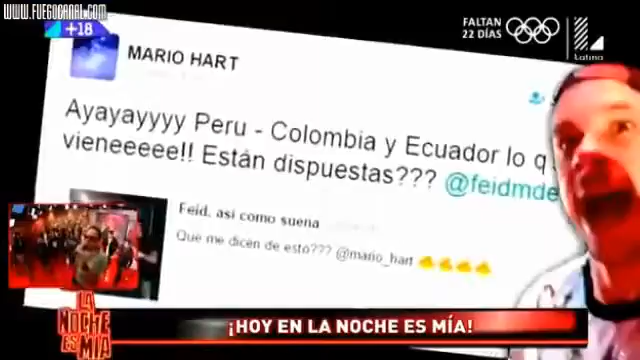 WWW.FUEGOCANAL.COM
+18
FALTAN
22 DÍAS
Latina
MARIO HART
Ayayayyyy Peru - Colombia y Ecuador lo q
vieneeeee!! Están dispuestas??? @feidmde
Feid. así como suena
Que me dicen de esto??? @mario_hart
¡HOY EN LA NOCHE ES MÍA!
LA
NOCHE
ES MÍA